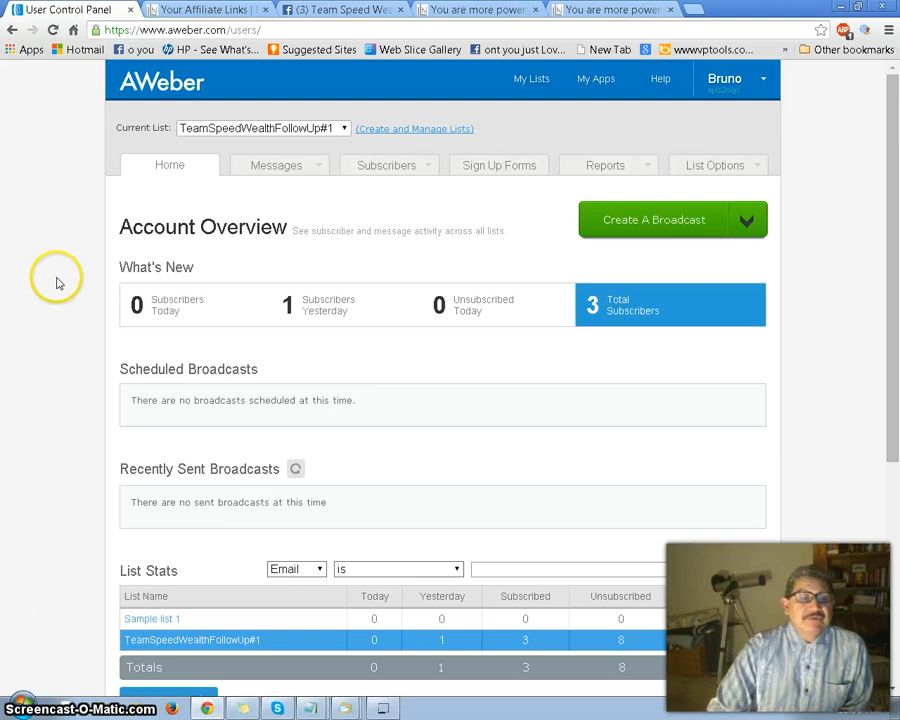 User Control Panel
Your Affiliate Links |
(3) Team Speed Wea
You are more power
You are more power
https://www.aweber.com/users/
Apps
Hotmail
o you
HP - See What's...
Suggested Sites
Web Slice Gallery
ont you just Lov...
New Tab
wwwvptools.co...
Other bookmarks
AWeber
My Lists
My Apps
Help
Bruno
Current List:
TeamSpeedWealthFollowUp#1
(Create and Manage Lists)
Home
Messages
Subscribers
Sign Up Forms
Reports
List Options
Account Overview
See subscriber and message activity across all lists.
Create A Broadcast
What's New
0 Subscribers Today
1 Subscribers Yesterday
0 Unsubscribed Today
3 Total Subscribers
Scheduled Broadcasts
There are no broadcasts scheduled at this time.
Recently Sent Broadcasts
There are no sent broadcasts at this time
List Stats
Email
is
List Name Today Yesterday Subscribed Unsubscribed
Sample list 1 0 0 0 0
TeamSpeedWealthFollowUp#1 0 1 3 8
Totals 0 1 3 8
Screencast-O-Matic.com